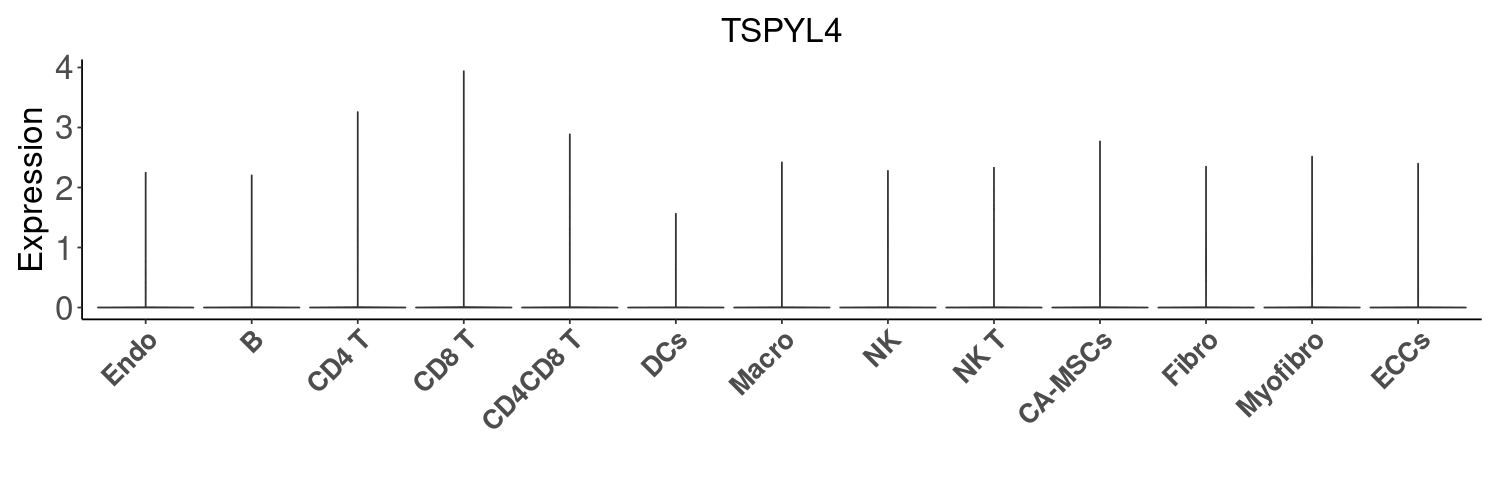 TSPYL4
Expression
4
3
2
1
0
Endo
B
CD4 T
CD8 T
CD4CD8 T
DCs
Macro
NK
NK T
CA-MSCs
Fibro
Myofibro
ECCs